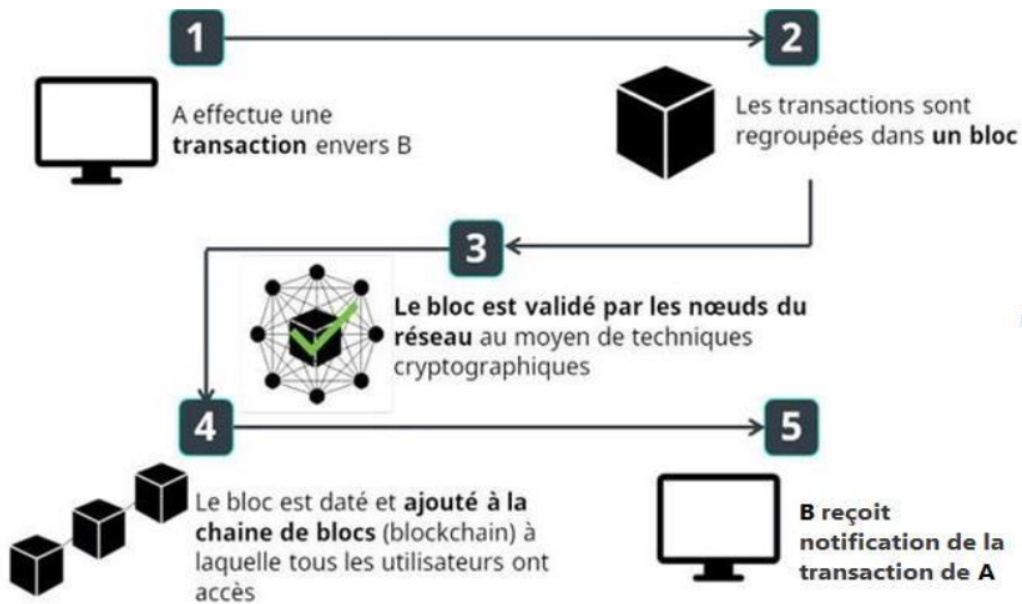 1
2
A effectue une
transaction envers B
Les transactions sont
regroupées dans un bloc
3
Le bloc est validé par les nœuds du
réseau au moyen de techniques
cryptographiques
4
5
Le bloc est daté et ajouté à la
chaine de blocs (blockchain) à
laquelle tous les utilisateurs ont
accès
B reçoit
notification de la
transaction de A